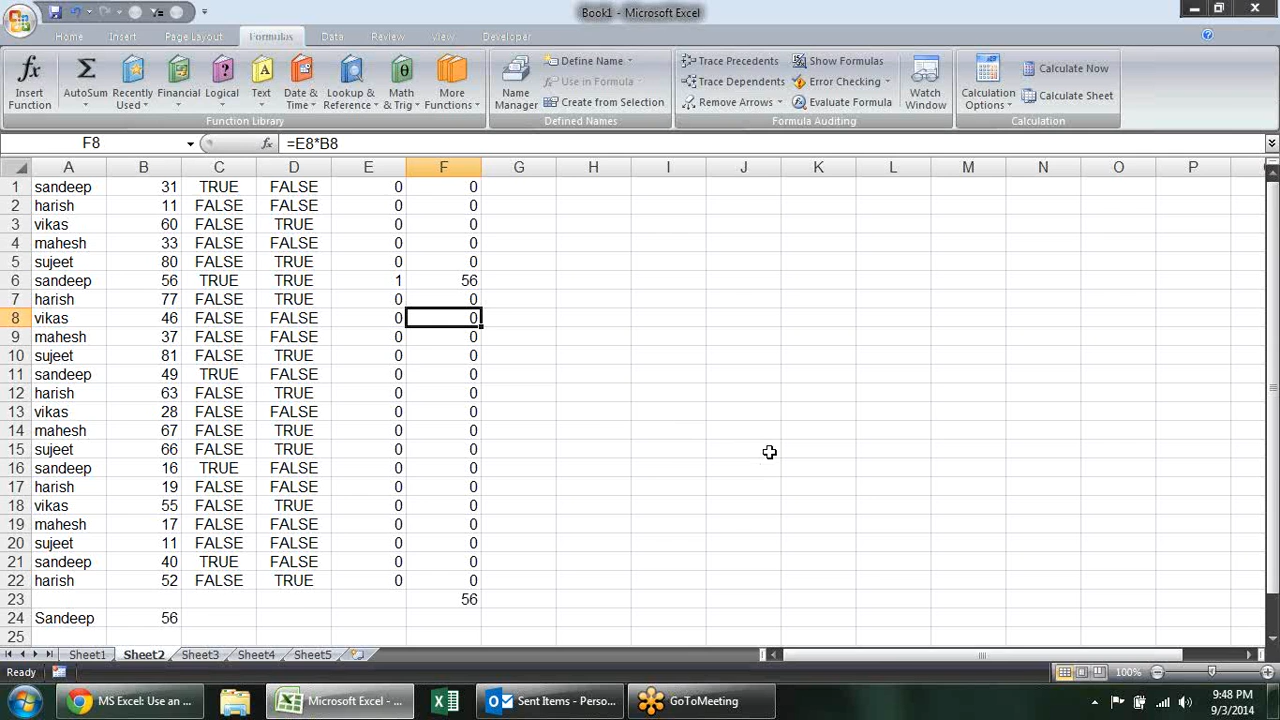 Book1 - Microsoft Excel
Home Insert Page Layout Formulas Data Review View Developer
Insert Function
AutoSum
Recently Used
Financial
Logical
Text
Date & Time
Lookup & Reference
Math & Trig
More Functions
Function Library
Name Manager
Define Name
Use in Formula
Create from Selection
Defined Names
Trace Precedents
Trace Dependents
Remove Arrows
Show Formulas
Error Checking
Evaluate Formula
Formula Auditing
Watch Window
Calculation Options
Calculate Now
Calculate Sheet
Calculation
F8 fx =E8*B8
A B C D E F G H I J K L M N O P
1 sandeep 31 TRUE FALSE 0 0
2 harish 11 FALSE FALSE 0 0
3 vikas 60 FALSE TRUE 0 0
4 mahesh 33 FALSE FALSE 0 0
5 sujeet 80 FALSE TRUE 0 0
6 sandeep 56 TRUE TRUE 1 56
7 harish 77 FALSE TRUE 0 0
8 vikas 46 FALSE FALSE 0 0
9 mahesh 37 FALSE FALSE 0 0
10 sujeet 81 FALSE TRUE 0 0
11 sandeep 49 TRUE FALSE 0 0
12 harish 63 FALSE TRUE 0 0
13 vikas 28 FALSE FALSE 0 0
14 mahesh 67 FALSE TRUE 0 0
15 sujeet 66 FALSE TRUE 0 0
16 sandeep 16 TRUE FALSE 0 0
17 harish 19 FALSE FALSE 0 0
18 vikas 55 FALSE TRUE 0 0
19 mahesh 17 FALSE FALSE 0 0
20 sujeet 11 FALSE FALSE 0 0
21 sandeep 40 TRUE FALSE 0 0
22 harish 52 FALSE TRUE 0 0
23 56
24 Sandeep 56
25
Sheet1 Sheet2 Sheet3 Sheet4 Sheet5
Ready 100%
MS Excel: Use an ... Microsoft Excel - ... Sent Items - Perso... GoToMeeting
9:48 PM
9/3/2014